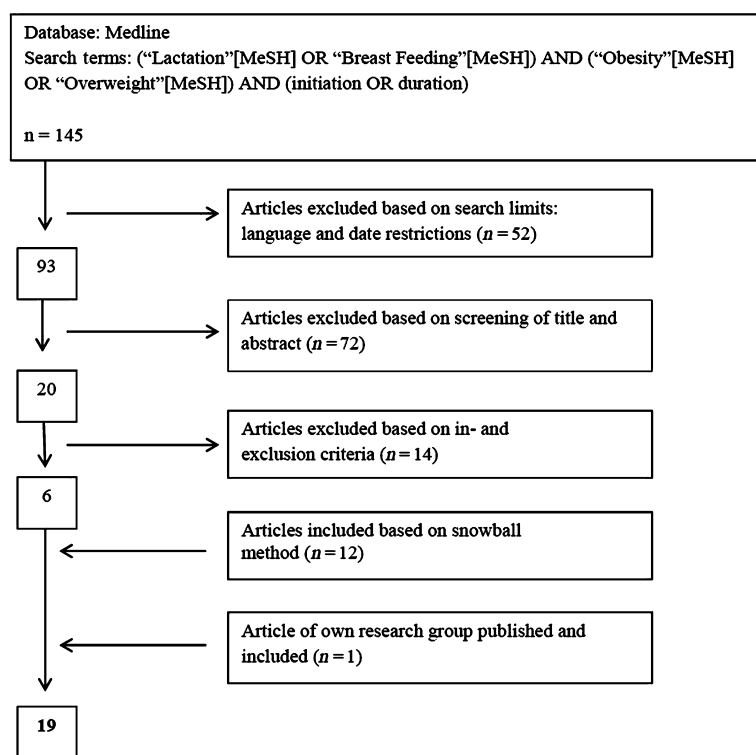 Database: Medline
Search terms: (“Lactation”[MeSH] OR “Breast Feeding”[MeSH]) AND (“Obesity”[MeSH]
OR “Overweight”[MeSH]) AND (initiation OR duration)
n = 145
Articles excluded based on search limits:
language and date restrictions (n = 52)
93
Articles excluded based on screening of title and
abstract (n = 72)
20
Articles excluded based on in- and
exclusion criteria (n = 14)
6
Articles included based on snowball
method (n = 12)
Article of own research group published and
included (n = 1)
19